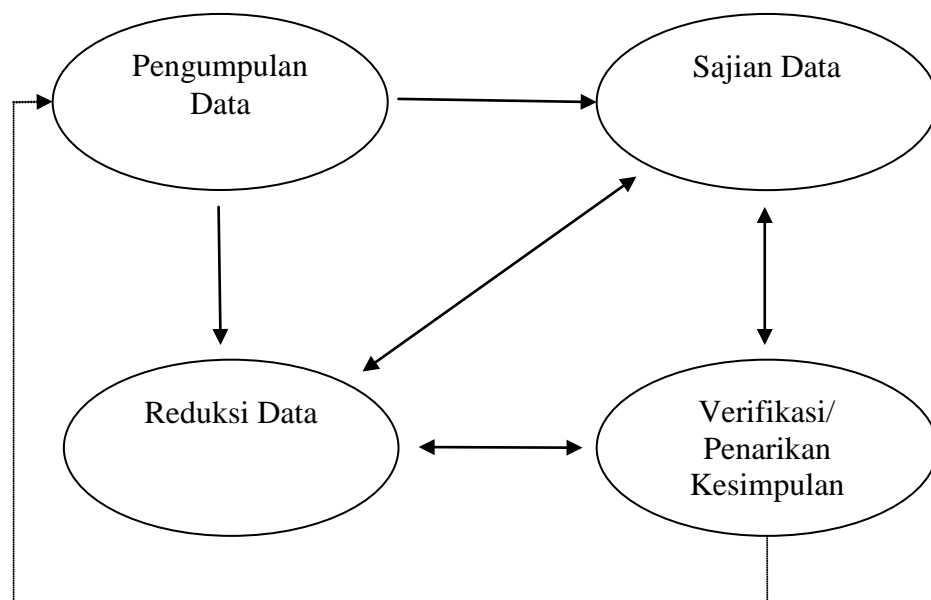 Pengumpulan
Data
Sajian Data
Reduksi Data
Verifikasi/
Penarikan
Kesimpulan